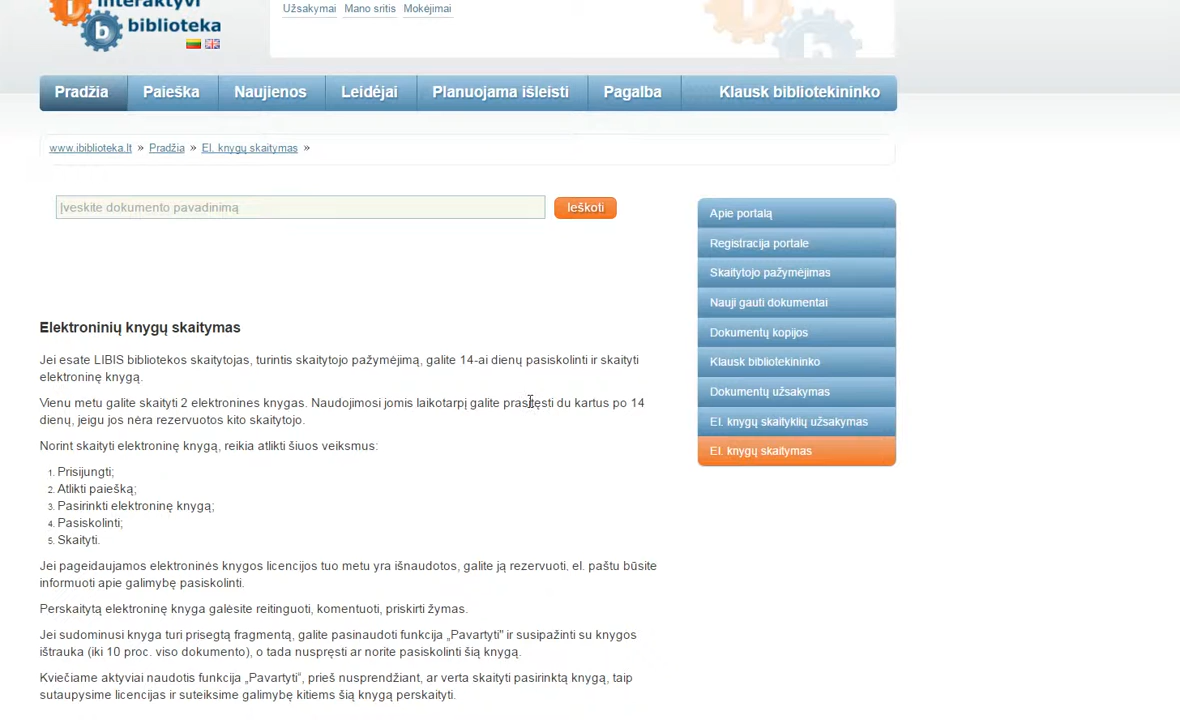 interaktyvi
biblioteka
Užsakymai Mano sritis Mokėjimai
Pradžia Paieška Naujienos Leidėjai Planuojama išleisti Pagalba Klausk bibliotekininko
www.ibiblioteka.lt » Pradžia » El. knygų skaitymas »
Įveskite dokumento pavadinimą Ieškoti
Apie portalą
Registracija portale
Skaitytojo pažymėjimas
Nauji gauti dokumentai
Dokumentų kopijos
Klausk bibliotekininko
Dokumentų užsakymas
El. knygų skaityklių užsakymas
El. knygų skaitymas
Elektroninių knygų skaitymas
Jei esate LIBIS bibliotekos skaitytojas, turintis skaitytojo pažymėjimą, galite 14-ai dienų pasiskolinti ir skaityti
elektroninę knygą.
Vienu metu galite skaityti 2 elektronines knygas. Naudojimosi jomis laikotarpį galite prastęsti du kartus po 14
dienų, jeigu jos nėra rezervuotos kito skaitytojo.
Norint skaityti elektroninę knygą, reikia atlikti šiuos veiksmus:
1. Prisijungti;
2. Atlikti paiešką;
3. Pasirinkti elektroninę knygą;
4. Pasiskolinti;
5. Skaityti.
Jei pageidaujamos elektroninės knygos licencijos tuo metu yra išnaudotos, galite ją rezervuoti, el. paštu būsite
informuoti apie galimybę pasiskolinti.
Perskaitytą elektroninę knyga galėsite reitinguoti, komentuoti, priskirti žymas.
Jei sudominusi knyga turi prisegtą fragmentą, galite pasinaudoti funkcija „Pavartyti" ir susipažinti su knygos
ištrauka (iki 10 proc. viso dokumento), o tada nuspręsti ar norite pasiskolinti šią knygą.
Kviečiame aktyviai naudotis funkcija „Pavartyti", prieš nusprendžiant, ar verta skaityti pasirinktą knygą, taip
sutaupysime licencijas ir suteiksime galimybę kitiems šią knygą perskaityti.